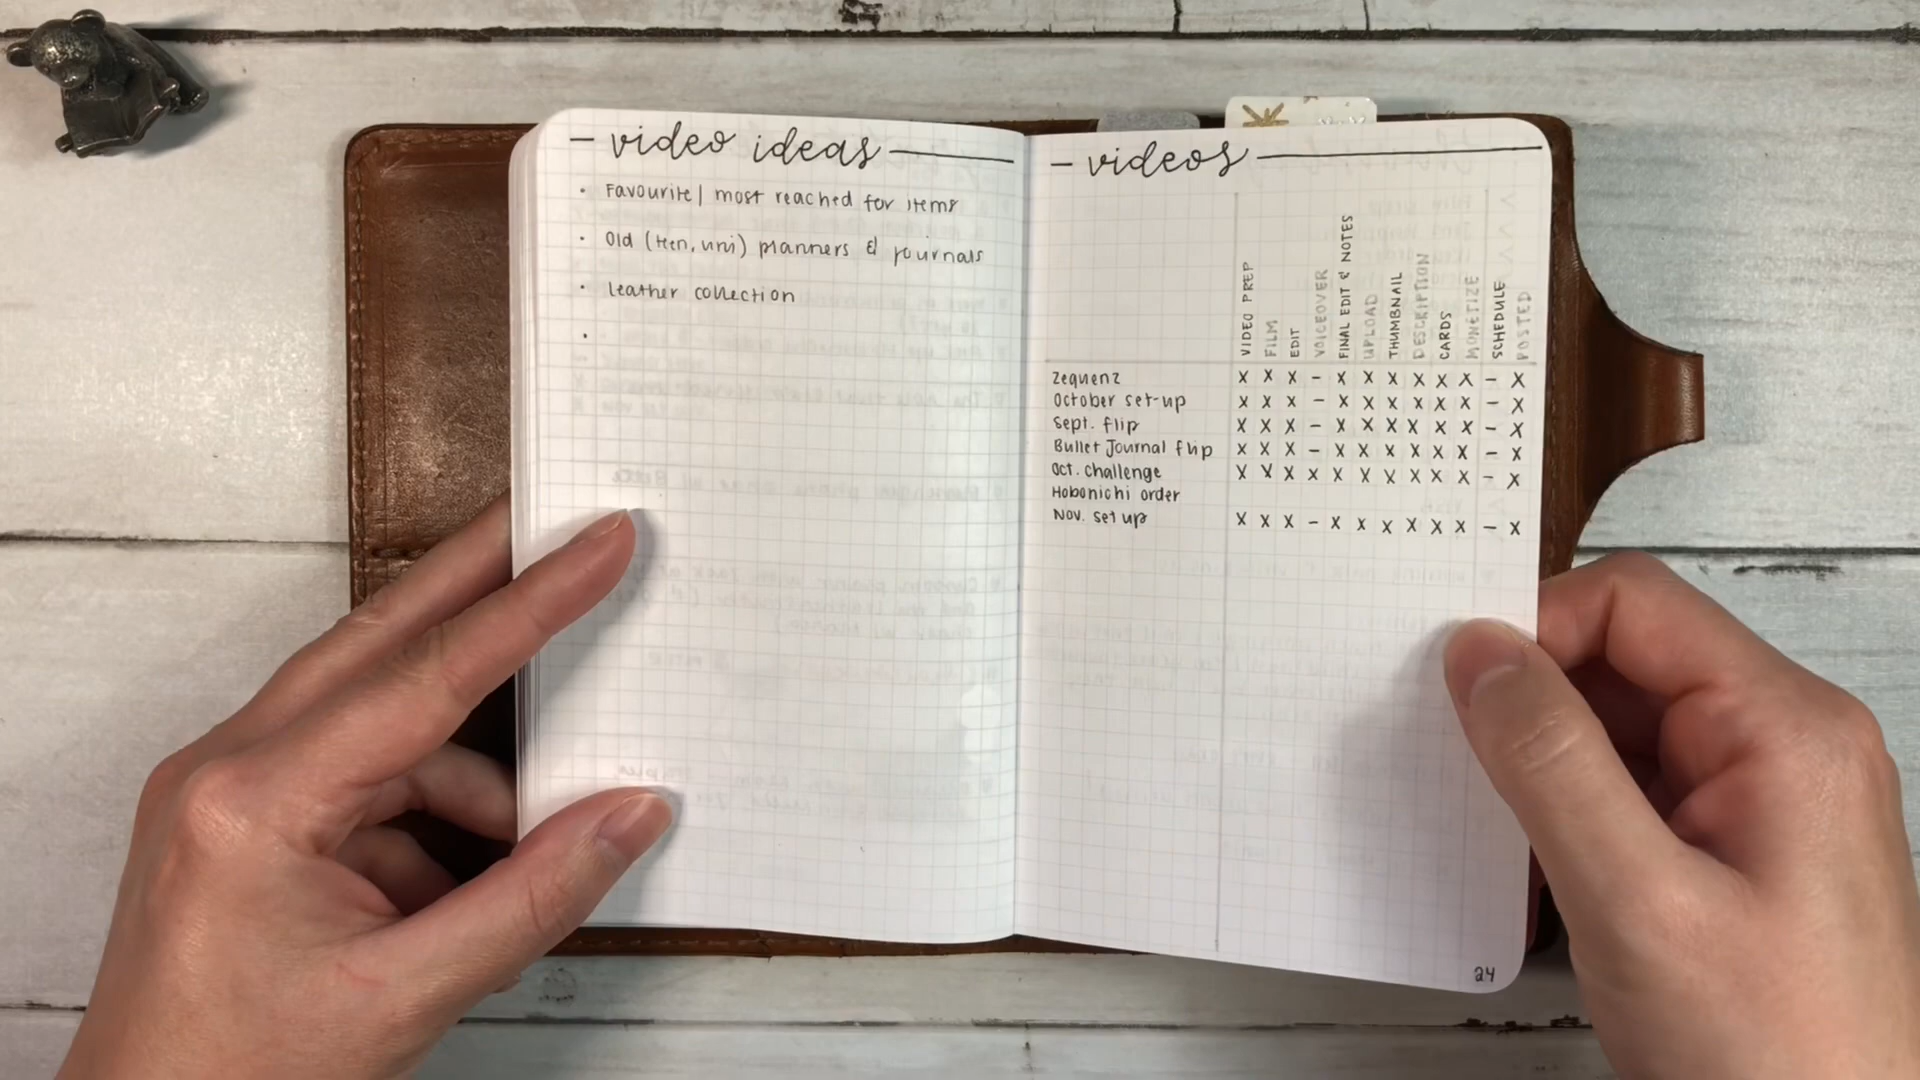 - video ideas
• Favourite/ most reached for items
• Old (teen, uni) planners & journals
• leather collection
•
- videos
VIDEO PREP FILM EDIT VOICEOVER FINAL EDIT & NOTES UPLOAD THUMBNAIL DESCRIPTION CARDS MONETIZE SCHEDULE POSTED
Zequenz X X X - X X X X X X - X
October set-up X X X - X X X X X X - X
Sept. flip X X X - X X X X X X - X
Bullet Journal flip X X X - X X X X X X - X
Oct. challenge X X X X X X X X X X - X
Hobonichi order
Nov. set up X X X - X X X X X X - X
24